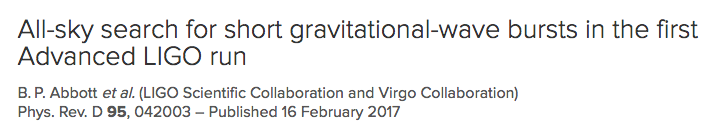 All-sky search for short gravitational-wave bursts in the first
Advanced LIGO run
B. P. Abbott et al. (LIGO Scientific Collaboration and Virgo Collaboration)
Phys. Rev. D 95, 042003 – Published 16 February 2017